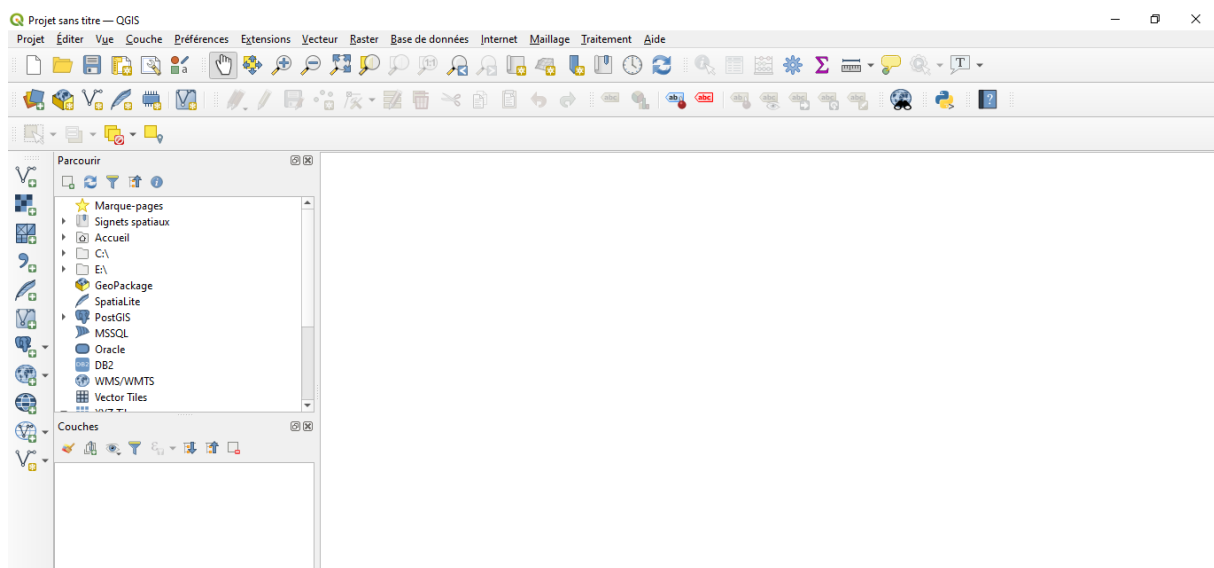 Projet sans titre — QGIS
Projet Éditer Vue Couche Préférences Extensions Vecteur Raster Base de données Internet Maillage Traitement Aide
Parcourir
Marque-pages
Signets spatiaux
Accueil
C:\
E:\
GeoPackage
SpatiaLite
PostGIS
MSSQL
Oracle
DB2
WMS/WMTS
Vector Tiles
Couches